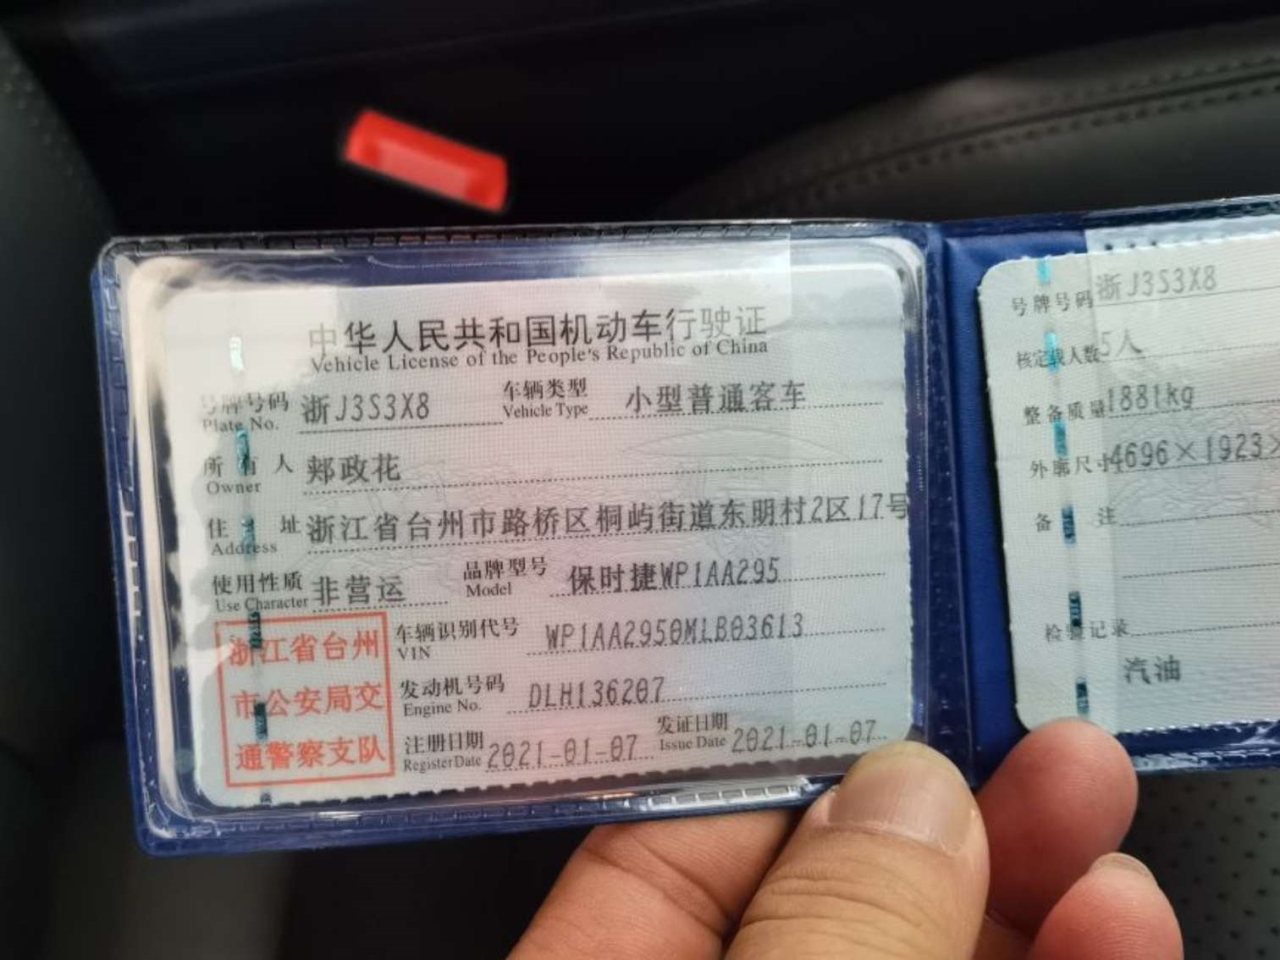 中华人民共和国机动车行驶证
Vehicle License of the People's Republic of China
号牌号码 浙J3S3X8 车辆类型 小型普通客车
Plate No. Vehicle Type
所有人 郏政花
Owner
住址 浙江省台州市路桥区桐屿街道东明村2区17号
Address
使用性质 非营运 品牌型号 保时捷WP1AA295
Use Character Model
浙江省台州
市公安局交
通警察支队
车辆识别代号 WP1AA2950MLB03613
VIN
发动机号码 DLH136207
Engine No.
注册日期 2021-01-07 发证日期 2021-01-07
Register Date Issue Date
号牌号码 浙J3S3X8
核定载人数 5人
整备质量 1881kg
外廓尺寸 4696×1923×
备注
检验记录
汽油